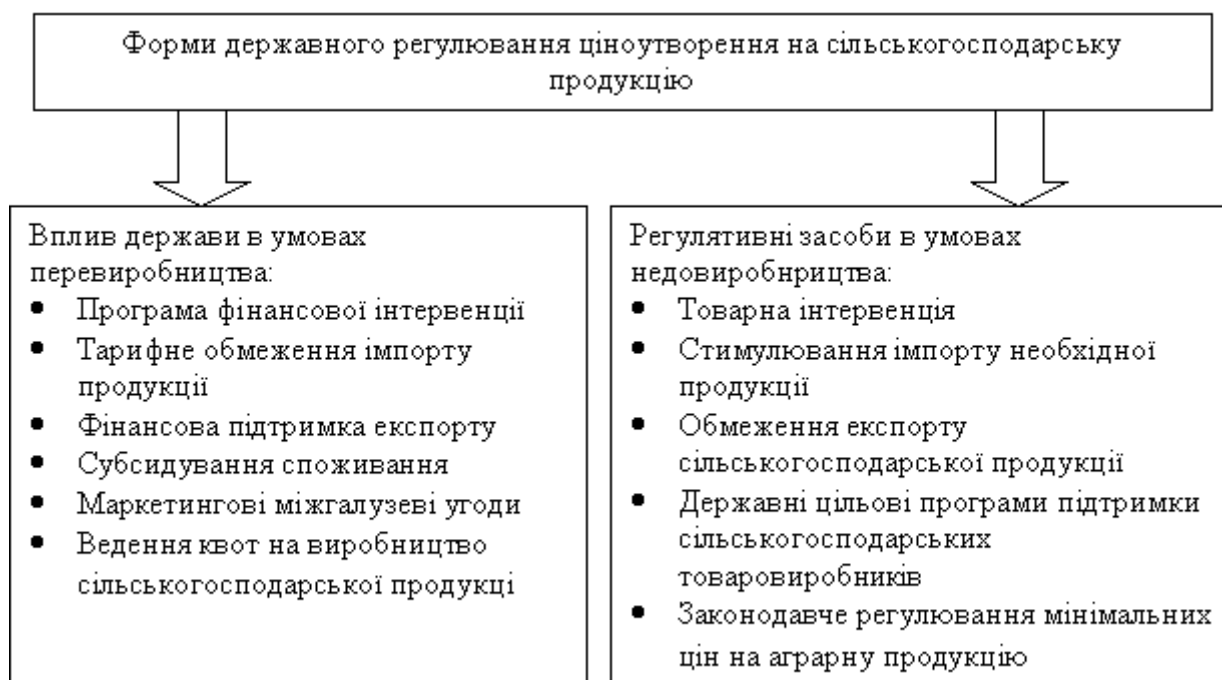 Форми державного регулювання ціноутворення на сільськогосподарську
продукцію
Вплив держави в умовах
перевиробництва:
• Програма фінансової інтервенції
• Тарифне обмеження імпорту
продукції
• Фінансова підтримка експорту
• Субсидування споживання
• Маркетингові міжгалузеві угоди
• Ведення квот на виробництво
сільськогосподарської продукці
Регулятивні засоби в умовах
недовиробнрицтва:
• Товарна інтервенція
• Стимулювання імпорту необхідної
продукції
• Обмеження експорту
сільськогосподарської продукції
• Державні цільові програми підтримки
сільськогосподарських
товаровиробників
• Законодавче регулювання мінімальних
цін на аграрну продукцію